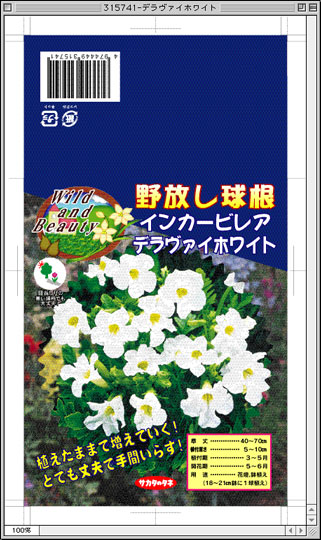 315741-デラヴァイホワイト
4 974449 315741
Wild
and
Beauty
野放し球根
インカービレア
デラヴァイホワイト
植えたままで増えていく!
とても丈夫で手間いらず!
サカタのタネ
草　丈 ………… 40〜70cm
植付深さ ………… 5〜10cm
植付期 ………… 3〜5月
開花期 ………… 5〜6月
用　途 ………… 花壇、鉢植え
(18〜21cm鉢に1球植え)
100%